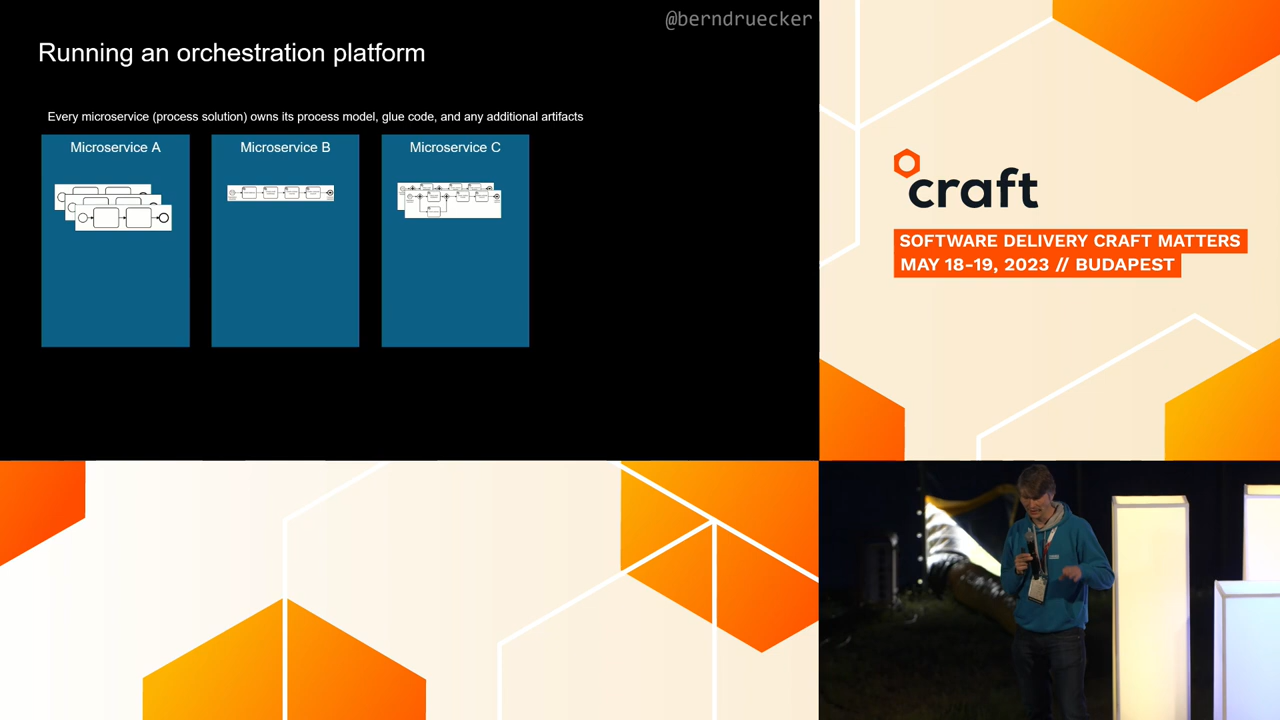 @berndruecker
Running an orchestration platform
Every microservice (process solution) owns its process model, glue code, and any additional artifacts
Microservice A
Microservice B
Microservice C
craft
SOFTWARE DELIVERY CRAFT MATTERS
MAY 18-19, 2023 // BUDAPEST